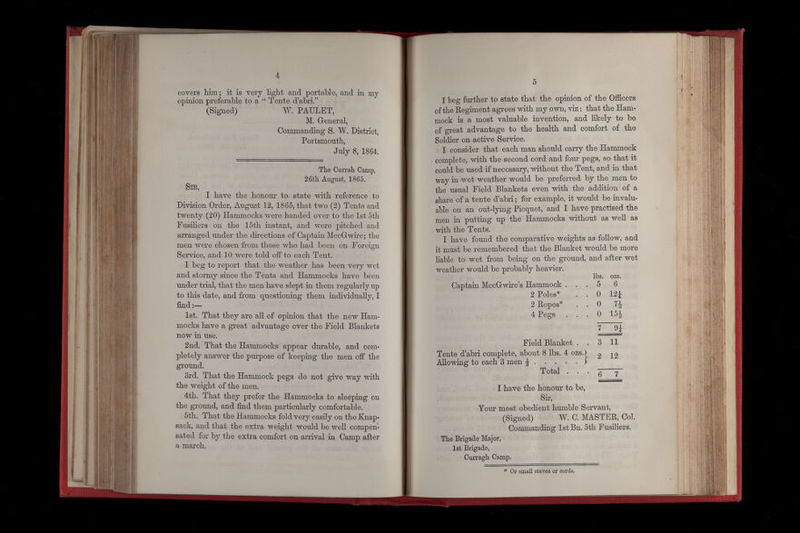 4
covers him; it is very light and portable, and in my
opinion preferable to a “ Tente d'abri.”
(Signed) W. PAULET,
M. General,
Commanding S. W. District,
Portsmouth,
July 8, 1864.
The Currah Camp,
26th August, 1865.
SIR,
I have the honour to state with reference to
Division Order, August 12, 1865, that two (2) Tents and
twenty (20) Hammocks were handed over to the 1st 5th
Fusiliers on the 15th instant, and were pitched and
arranged under the directions of Captain MccGwire; the
men were chosen from those who had been on Foreign
Service, and 10 were told off to each Tent.
I beg to report that the weather has been very wet
and stormy since the Tents and Hammocks have been
under trial, that the men have slept in them regularly up
to this date, and from questioning them individually, I
find:—
1st. That they are all of opinion that the new Ham-
mocks have a great advantage over the Field Blankets
now in use.
2nd. That the Hammocks appear durable, and com-
pletely answer the purpose of keeping the men off the
ground.
3rd. That the Hammock pegs do not give way with
the weight of the men.
4th. That they prefer the Hammocks to sleeping on
the ground, and find them particularly comfortable.
5th. That the Hammocks fold very easily on the Knap-
sack, and that the extra weight would be well compen-
sated for by the extra comfort on arrival in Camp after
a march.
5
I beg further to state that the opinion of the Officers
of the Regiment agrees with my own, viz: that the Ham-
mock is a most valuable invention, and likely to be
of great advantage to the health and comfort of the
Soldier on active Service.
I consider that each man should carry the Hammock
complete, with the second cord and four pegs, so that it
could be used if necessary, without the Tent, and in that
way in wet weather would be preferred by the men to
the usual Field Blankets even with the addition of a
share of a tente d'abri; for example, it would be invalu-
able on an out-lying Picquet, and I have practised the
men in putting up the Hammocks without as well as
with the Tents.
I have found the comparative weights as follow, and
it must be remembered that the Blanket would be more
liable to wet from being on the ground, and after wet
weather would be probably heavier.
lbs. ozs.
Captain MccGwire's Hammock . . . 5 6
2 Poles* . . 0 12¼
2 Ropes* . . 0 7½
4 Pegs . . . 0 15½
7 9¼
Field Blanket . . 3 11
Tente d'abri complete, about 8 lbs. 4 ozs.} 2 12
Allowing to each 3 men ⅓ . . . . . . }
Total . . . . 6 7
I have the honour to be,
Sir,
Your most obedient humble Servant,
(Signed) W. C. MASTER, Col.
Commanding 1st Bn. 5th Fusiliers.
The Brigade Major,
1st Brigade,
Curragh Camp.
* Or small staves or cords.